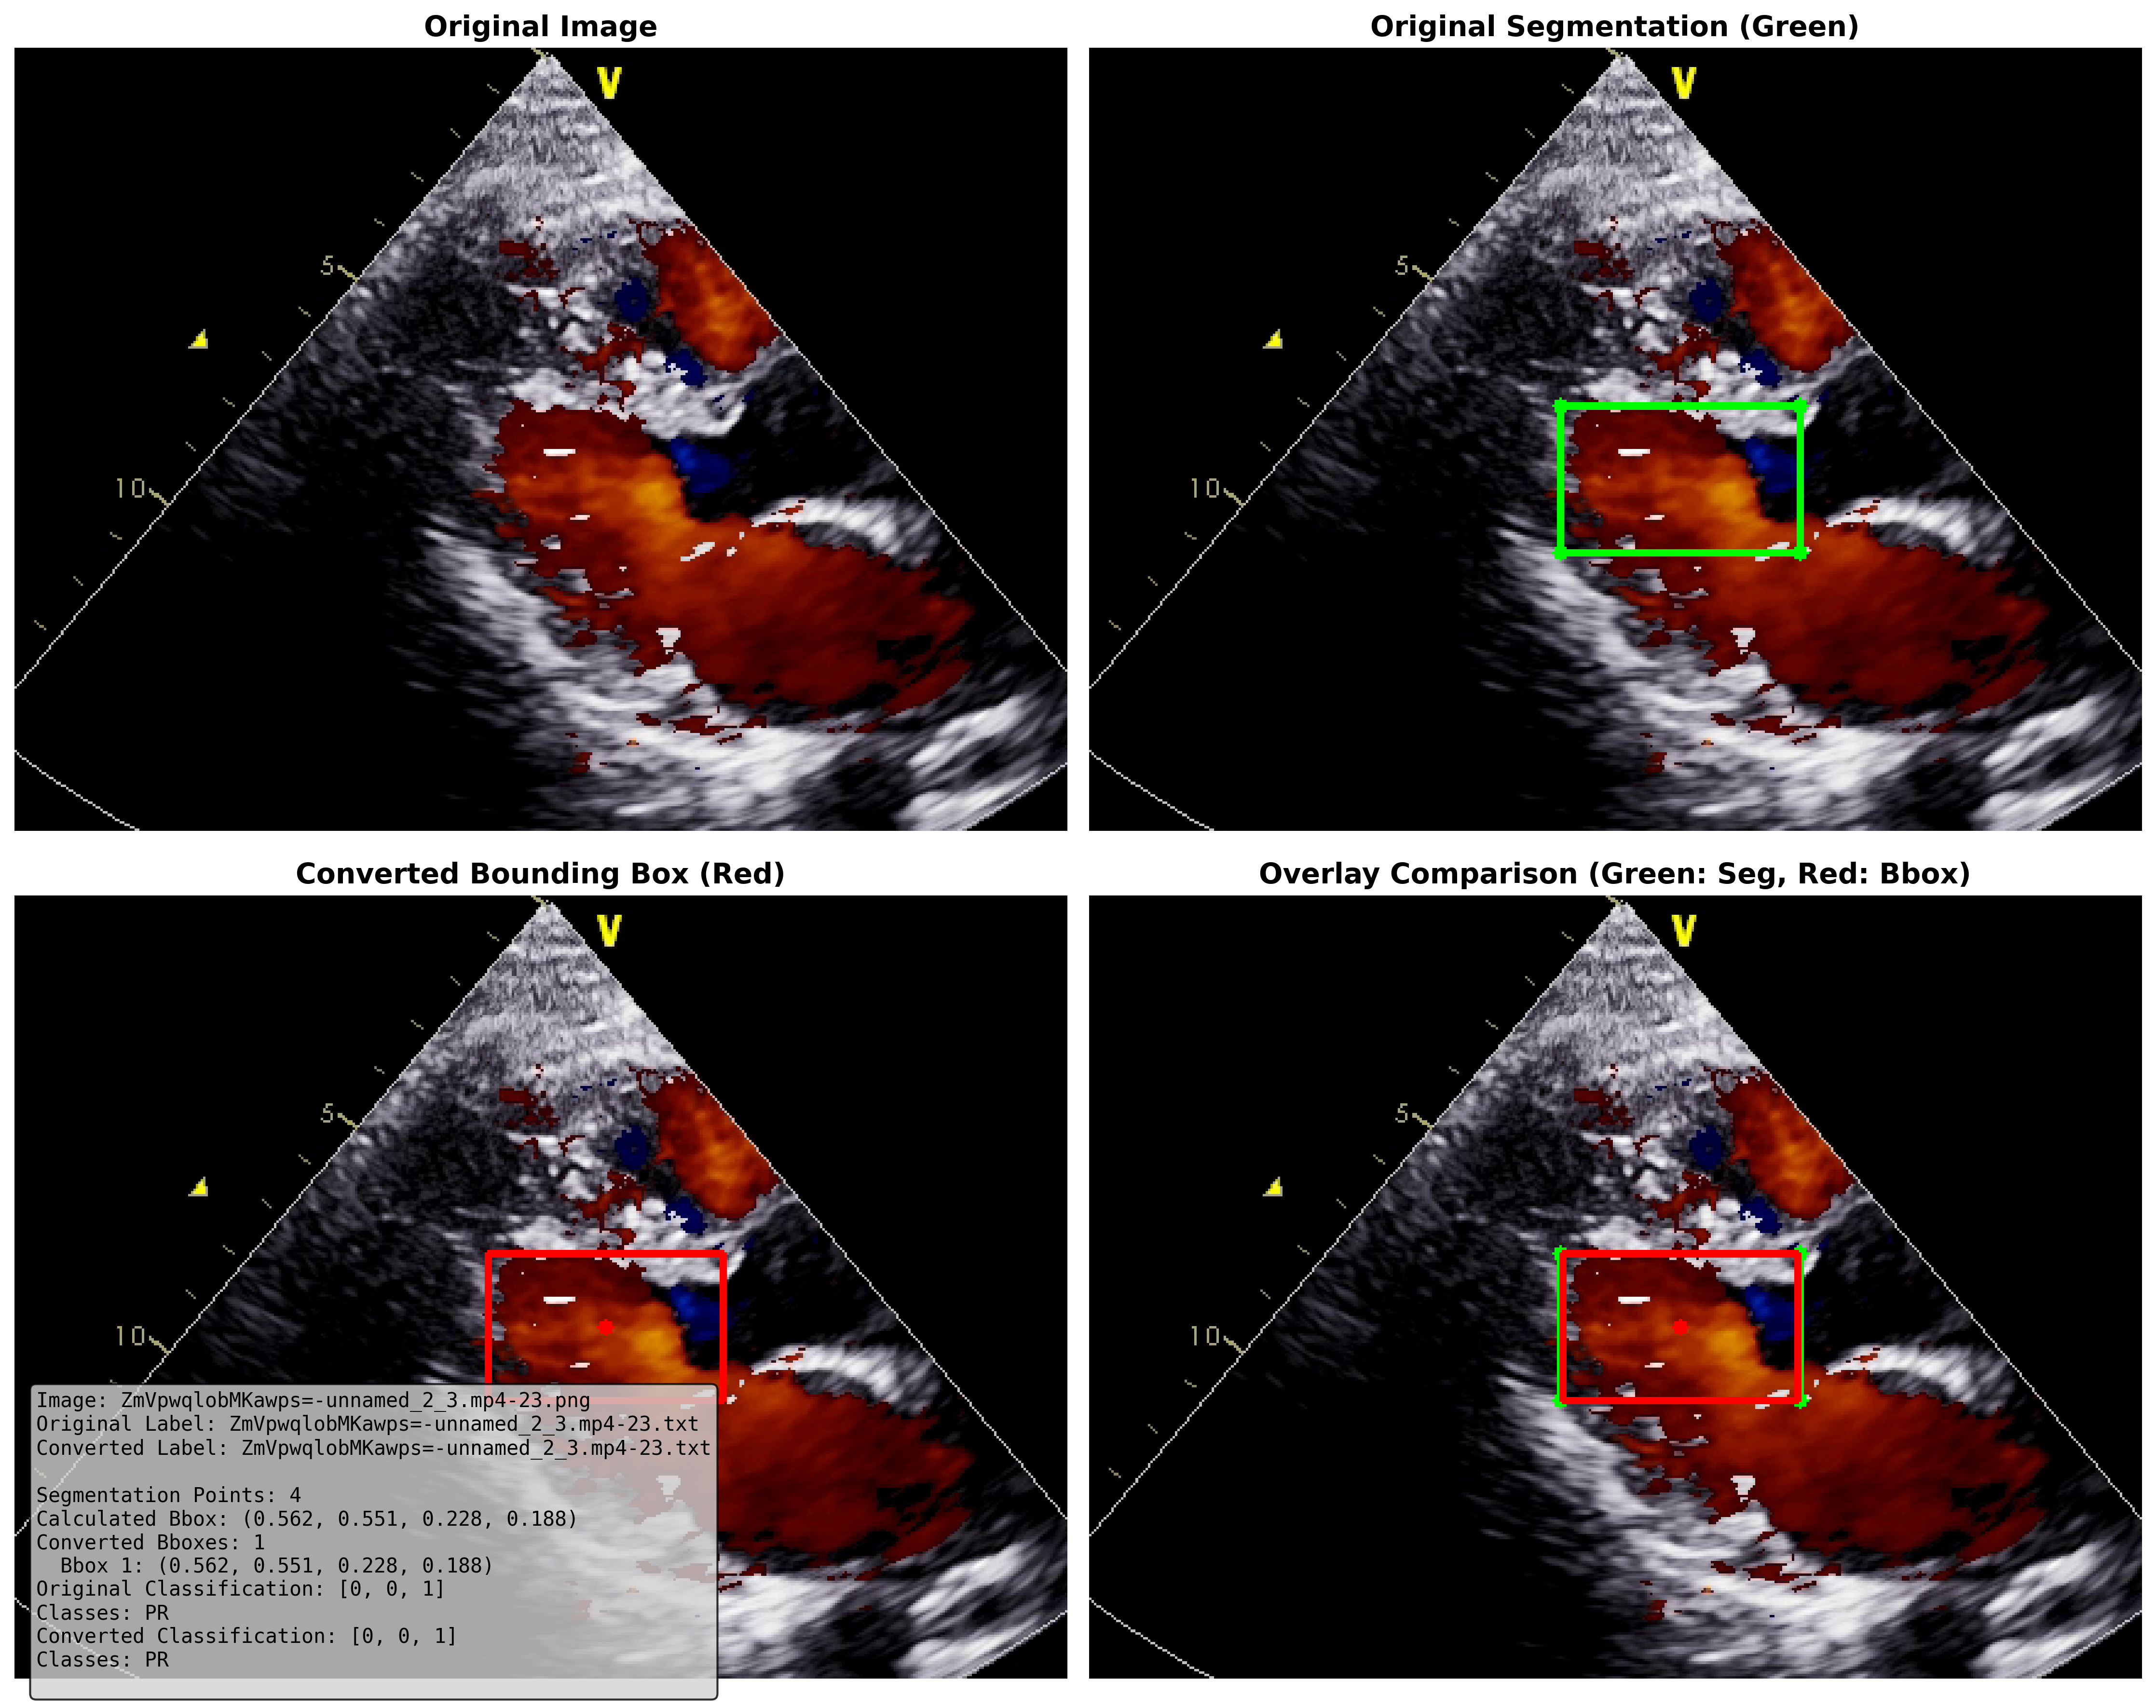 Original Image
Original Segmentation (Green)
V
5
10
V
5
10
Converted Bounding Box (Red)
Overlay Comparison (Green: Seg, Red: Bbox)
V
5
10
V
5
10
Image: ZmVpwqlobMKawps=-unnamed_2_3.mp4-23.png
Original Label: ZmVpwqlobMKawps=-unnamed_2_3.mp4-23.txt
Converted Label: ZmVpwqlobMKawps=-unnamed_2_3.mp4-23.txt
Segmentation Points: 4
Calculated Bbox: (0.562, 0.551, 0.228, 0.188)
Converted Bboxes: 1
Bbox 1: (0.562, 0.551, 0.228, 0.188)
Original Classification: [0, 0, 1]
Classes: PR
Converted Classification: [0, 0, 1]
Classes: PR